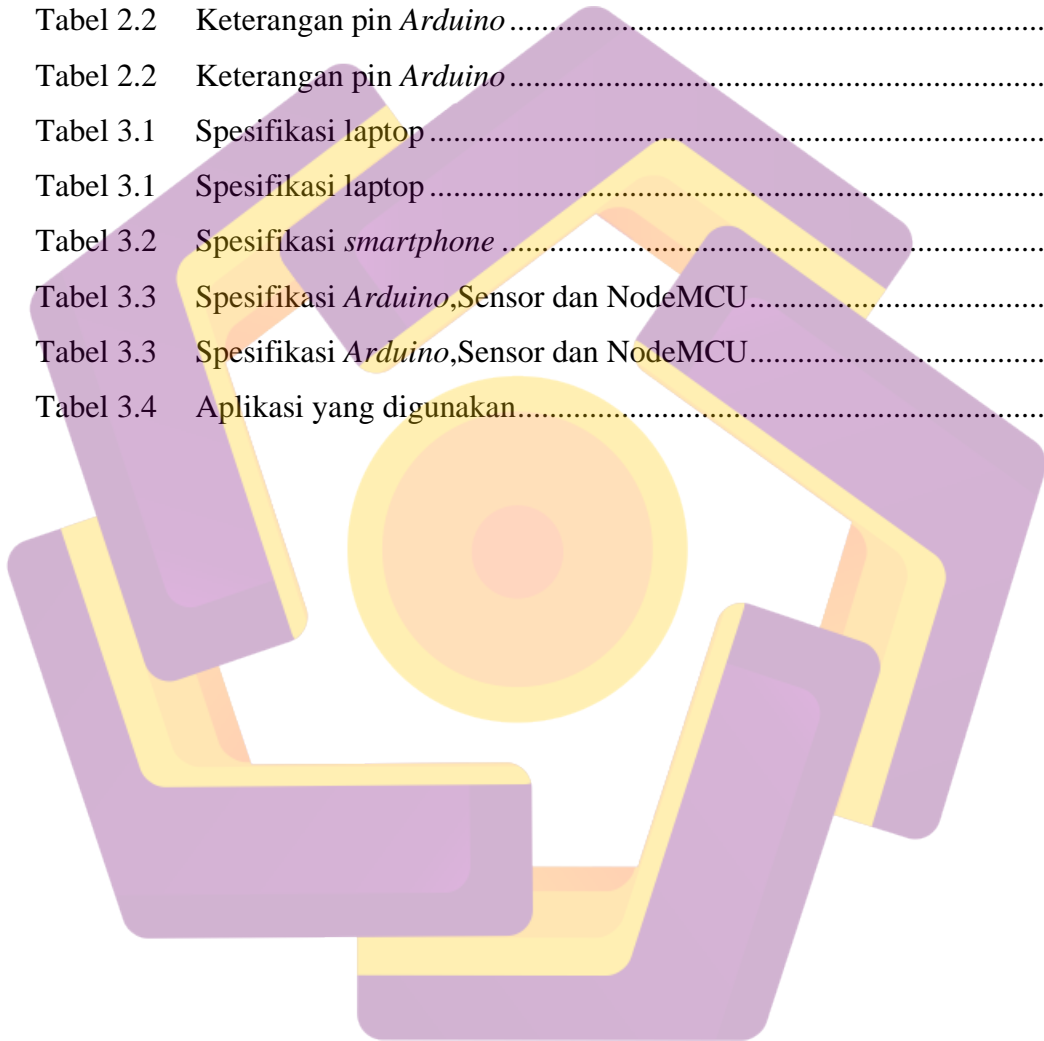 Tabel 2.2 Keterangan pin Arduino ........................................................................
Tabel 2.2 Keterangan pin Arduino ........................................................................
Tabel 3.1 Spesifikasi laptop ...................................................................................
Tabel 3.1 Spesifikasi laptop ...................................................................................
Tabel 3.2 Spesifikasi smartphone .........................................................................
Tabel 3.3 Spesifikasi Arduino,Sensor dan NodeMCU........................................
Tabel 3.3 Spesifikasi Arduino,Sensor dan NodeMCU........................................
Tabel 3.4 Aplikasi yang digunakan.......................................................................